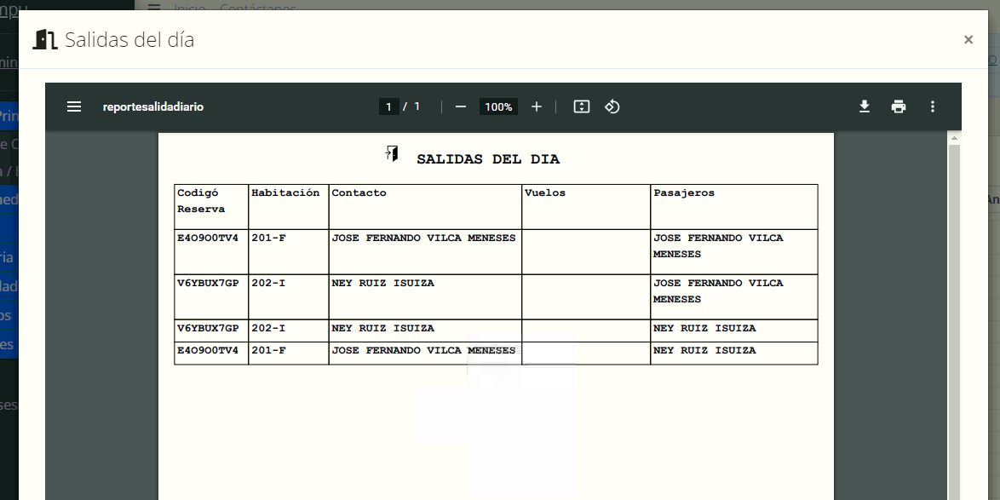 Inicio Contáctanos
Salidas del día
×
reportesalidadiario
1 / 1
100%
SALIDAS DEL DIA
Codigó Reserva Habitación Contacto Vuelos Pasajeros
E4O9O0TV4 201-F JOSE FERNANDO VILCA MENESES JOSE FERNANDO VILCA MENESES
V6YBUX7GP 202-I NEY RUIZ ISUIZA JOSE FERNANDO VILCA MENESES
V6YBUX7GP 202-I NEY RUIZ ISUIZA NEY RUIZ ISUIZA
E4O9O0TV4 201-F JOSE FERNANDO VILCA MENESES NEY RUIZ ISUIZA